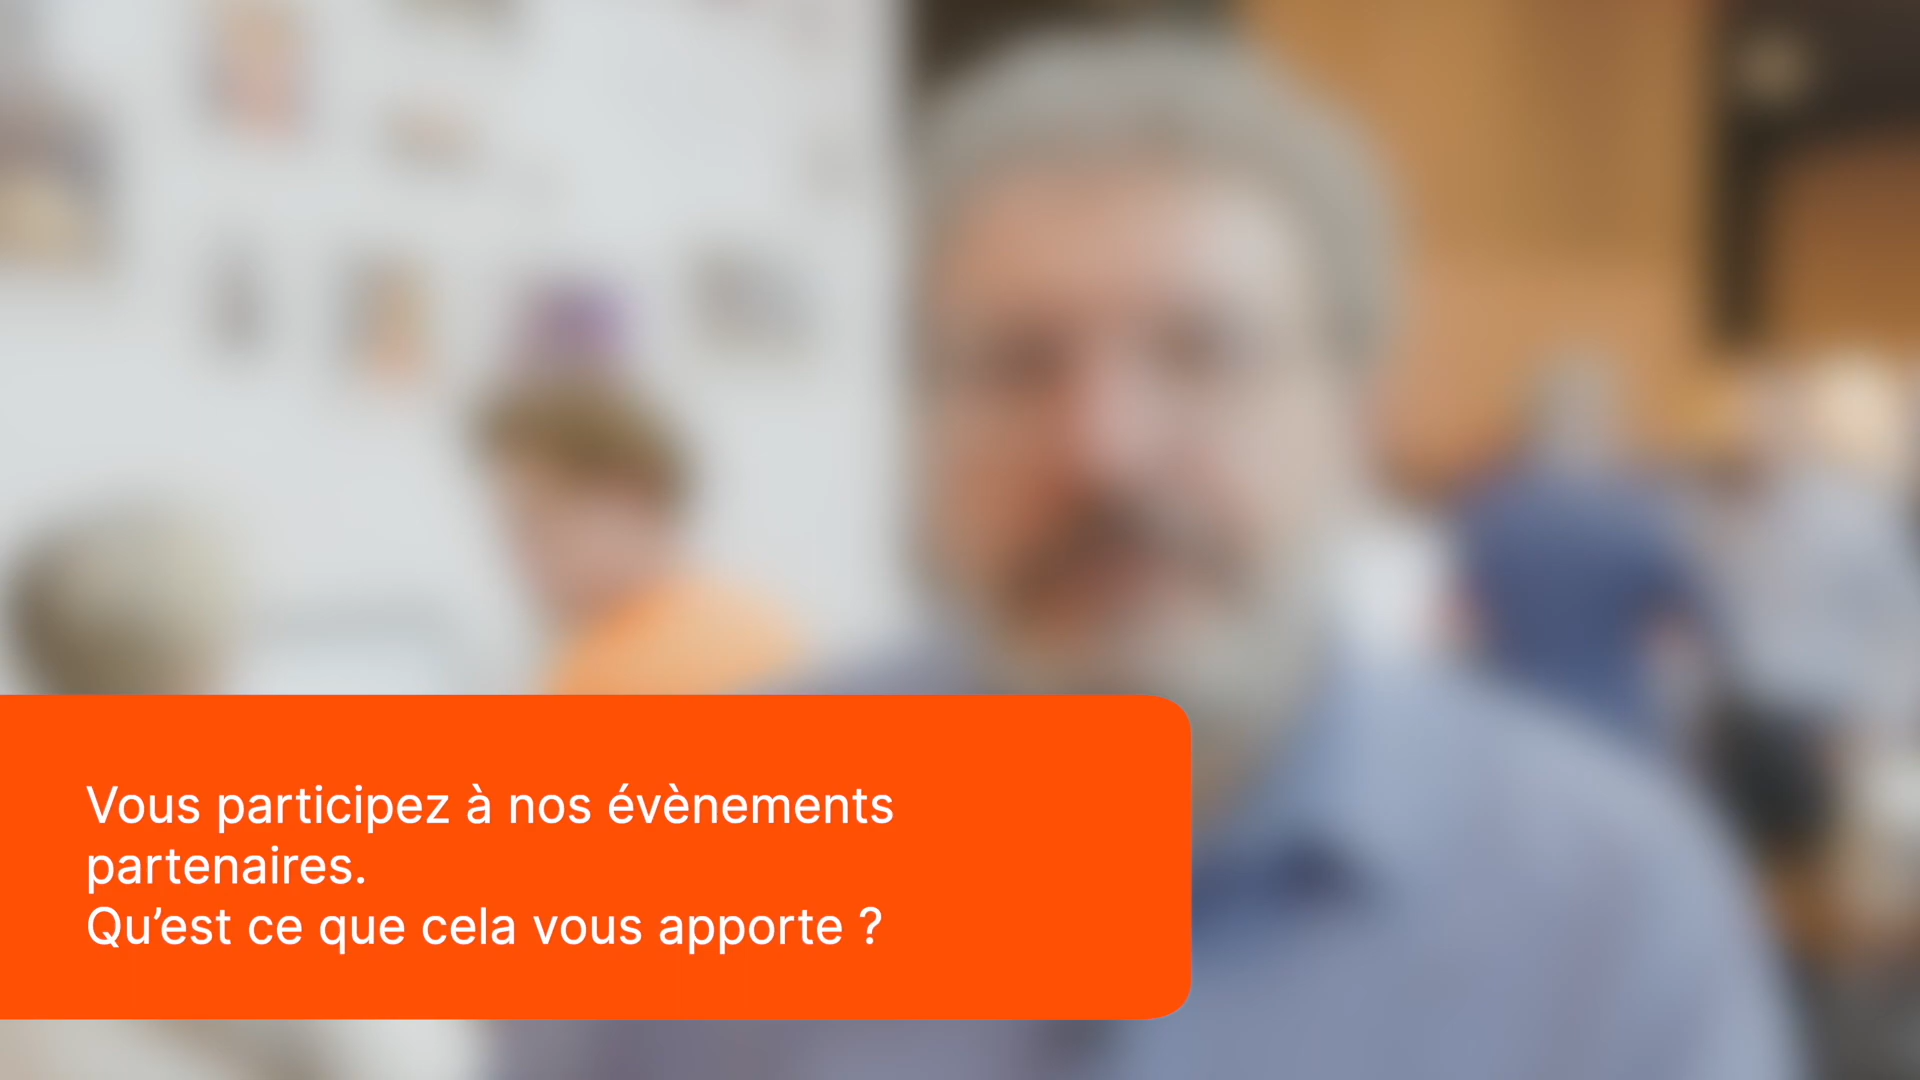 Vous participez à nos évènements
partenaires.
Qu’est ce que cela vous apporte ?